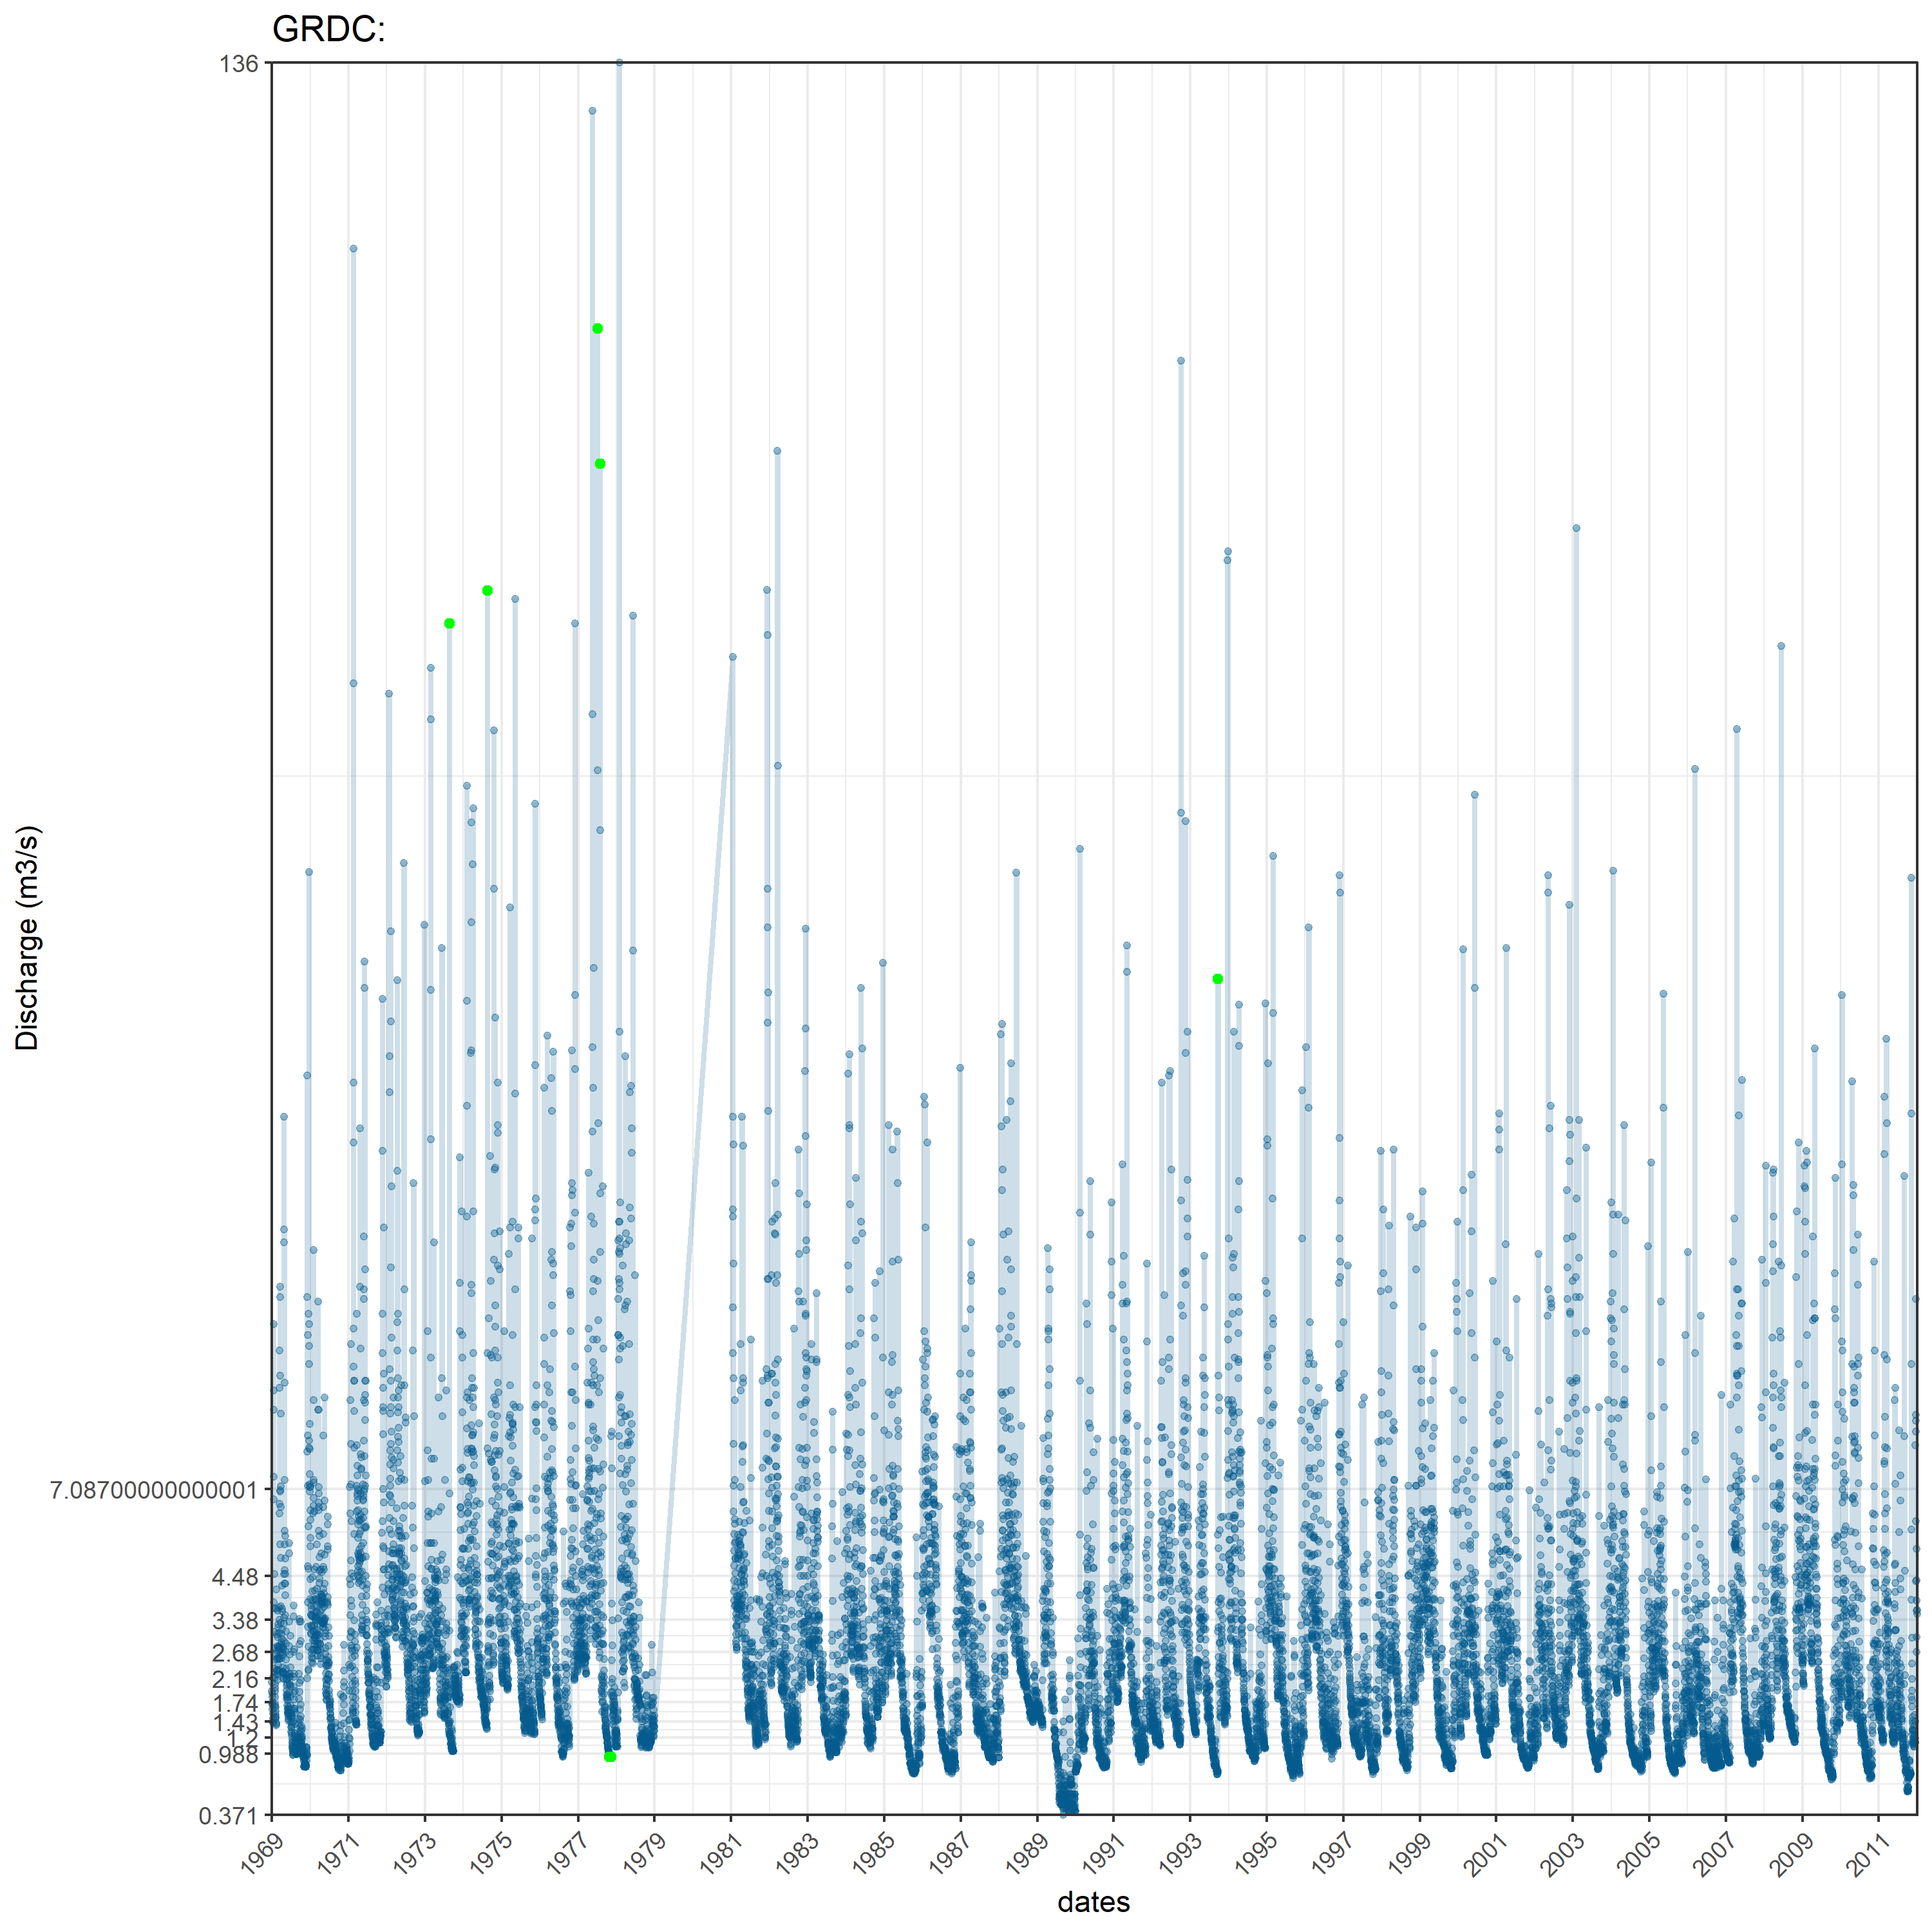 GRDC:
136
7.08700000000001
4.48
3.38
2.68
2.16
1.74
1.43
1.2
0.988
0.371
Discharge (m3/s)
1969 1971 1973 1975 1977 1979 1981 1983 1985 1987 1989 1991 1993 1995 1997 1999 2001 2003 2005 2007 2009 2011
dates